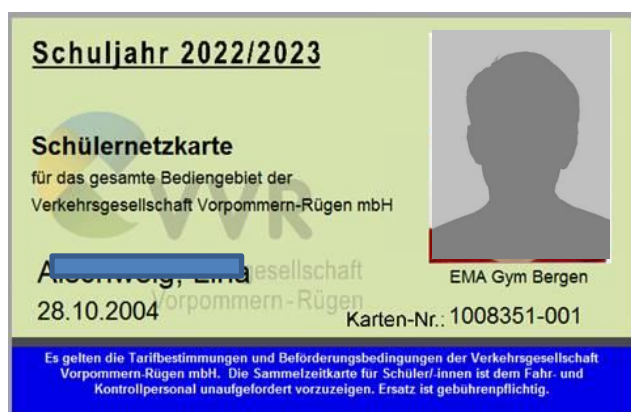 Schuljahr 2022/2023
Schülernetzkarte
für das gesamte Bediengebiet der
Verkehrsgesellschaft Vorpommern-Rügen mbH
VVR
28.10.2004
Vorpommern-Rügen
EMA Gym Bergen
Karten-Nr.: 1008351-001
Es gelten die Tarifbestimmungen und Beförderungsbedingungen der Verkehrsgesellschaft
Vorpommern-Rügen mbH. Die Sammelzeitkarte für Schüler/-innen ist dem Fahr- und
Kontrollpersonal unaufgefordert vorzuzeigen. Ersatz ist gebührenpflichtig.